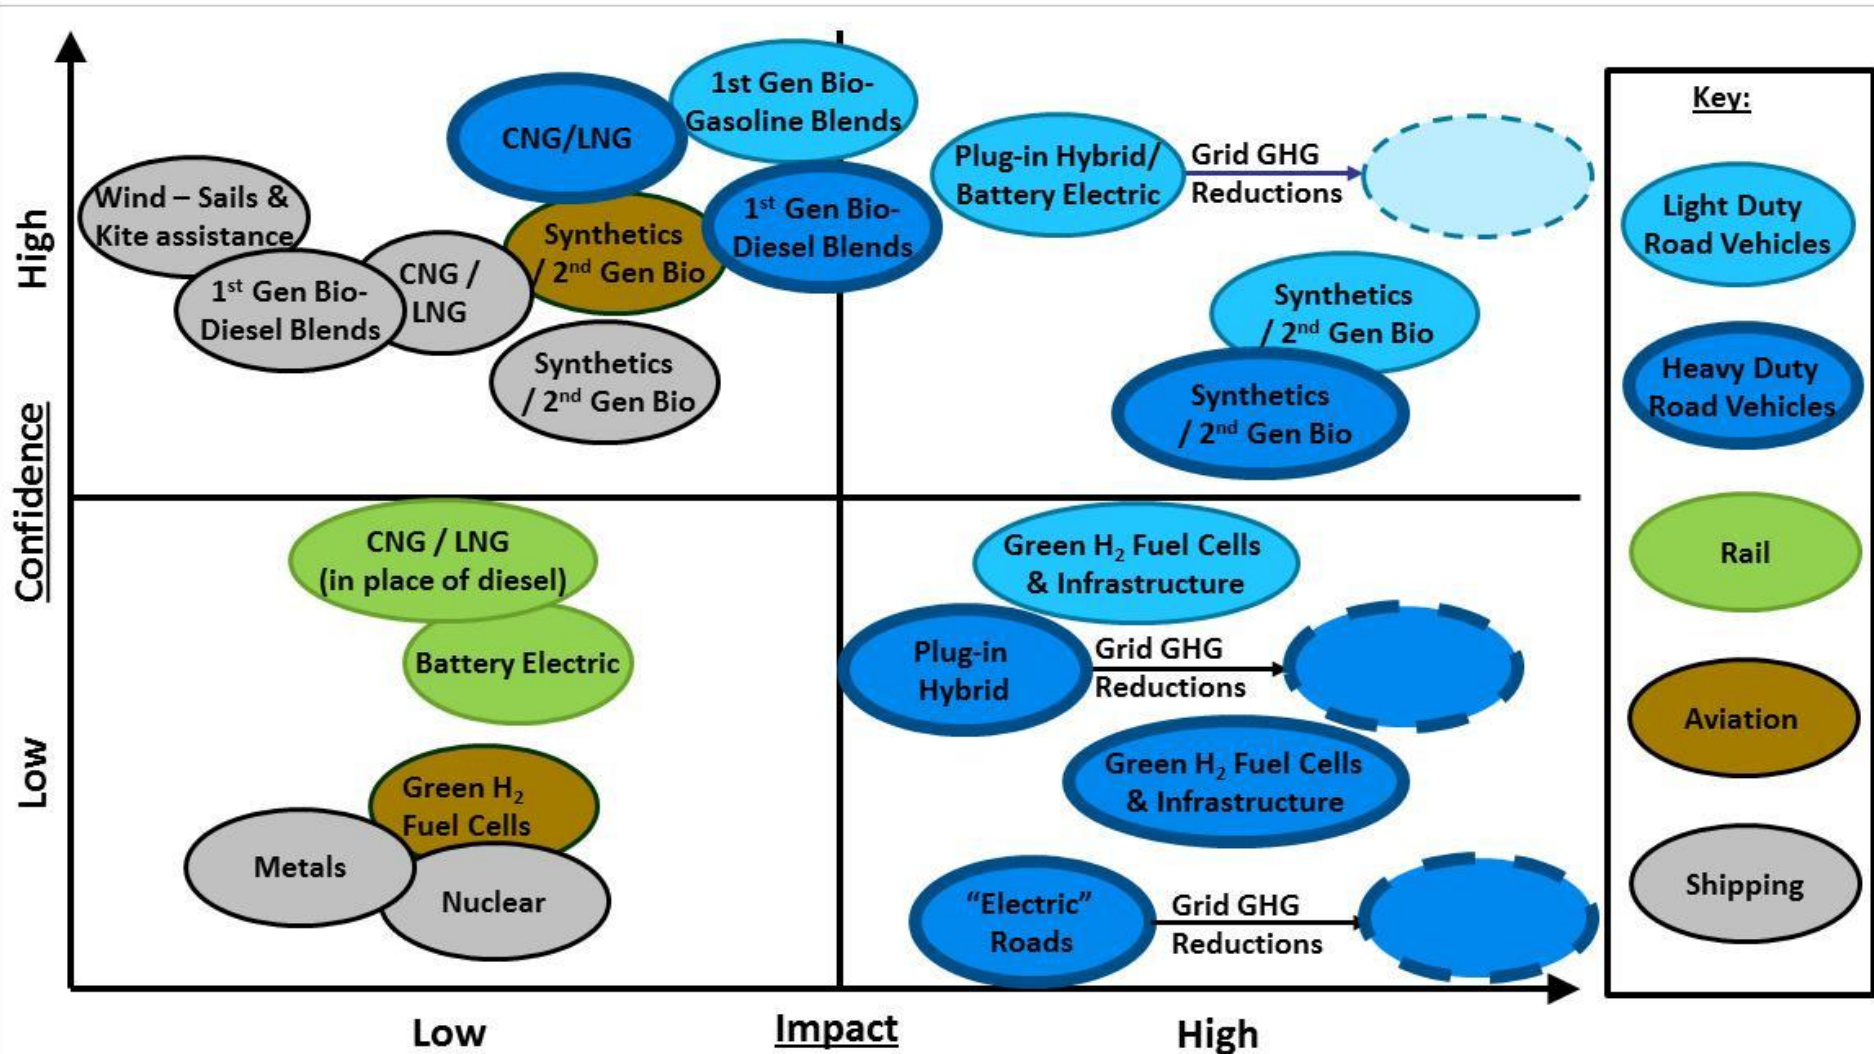 1st Gen Bio-
Gasoline Blends
CNG/LNG
Plug-in Hybrid/
Battery Electric
Grid GHG
Reductions
Wind – Sails &
Kite assistance
1st Gen Bio-
Diesel Blends
CNG /
LNG
Synthetics
/ 2nd Gen Bio
1st Gen Bio-
Diesel Blends
Synthetics
/ 2nd Gen Bio
Synthetics
/ 2nd Gen Bio
Synthetics
/ 2nd Gen Bio
High
Confidence
Low
CNG / LNG
(in place of diesel)
Battery Electric
Green H2
Fuel Cells
Metals
Nuclear
Green H2 Fuel Cells
& Infrastructure
Plug-in
Hybrid
Grid GHG
Reductions
Green H2 Fuel Cells
& Infrastructure
“Electric”
Roads
Grid GHG
Reductions
Low
Impact
High
Key:
Light Duty
Road Vehicles
Heavy Duty
Road Vehicles
Rail
Aviation
Shipping